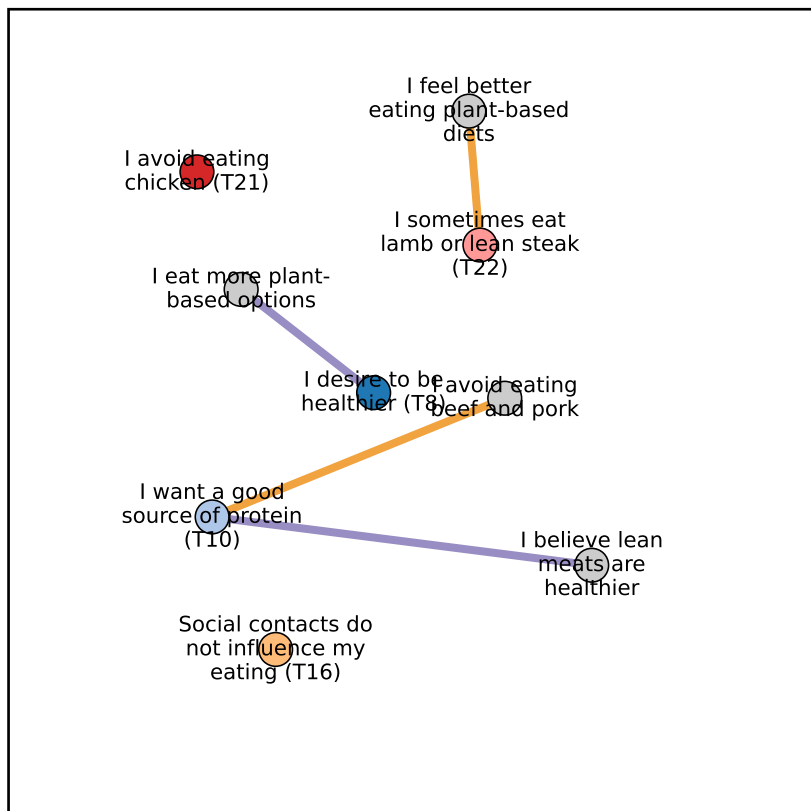 I feel better
eating plant-based
diets
I avoid eating
chicken (T21)
I sometimes eat
lamb or lean steak
(T22)
I eat more plant-
based options
I desire to be
healthier (T8)
I avoid eating
beef and pork
I want a good
source of protein
(T10)
I believe lean
meats are
healthier
Social contacts do
not influence my
eating (T16)